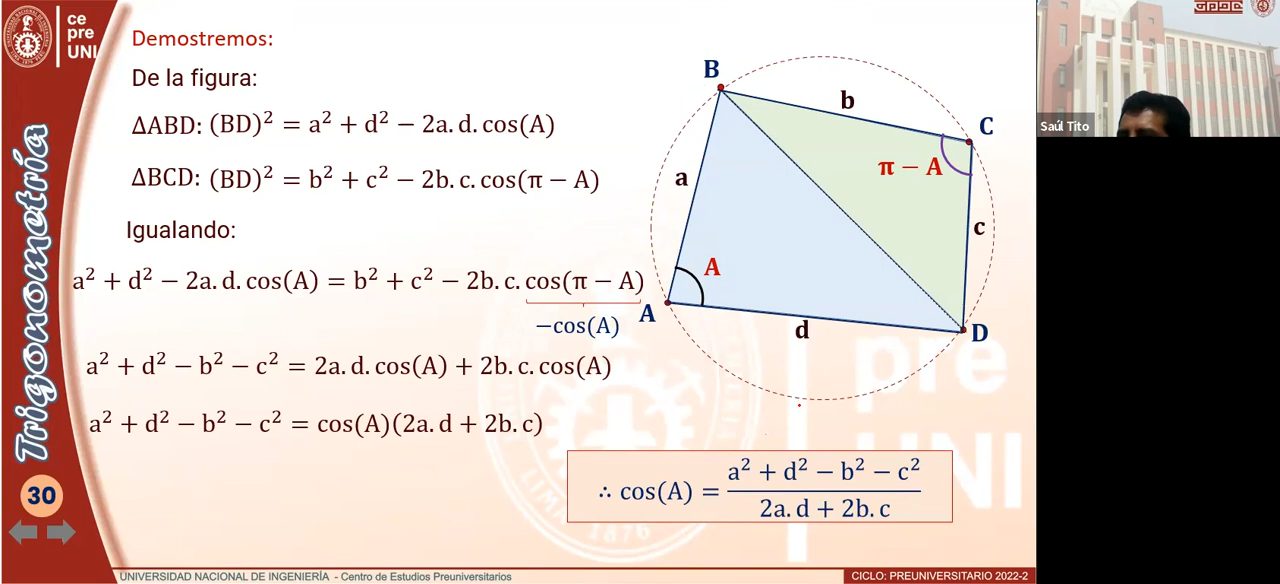 ce
pre
UNI
Demostremos:
De la figura:
ΔABD: (BD)² = a² + d² − 2a. d. cos(A)
ΔBCD: (BD)² = b² + c² − 2b. c. cos(π − A)
Igualando:
a² + d² − 2a. d. cos(A) = b² + c² − 2b. c. cos(π − A)
−cos(A)
a² + d² − b² − c² = 2a. d. cos(A) + 2b. c. cos(A)
a² + d² − b² − c² = cos(A)(2a. d + 2b. c)
∴ cos(A) = (a² + d² − b² − c²) / (2a. d + 2b. c)
B
b
C
π − A
a
c
A
A
d
D
pre
UNI
1876
Trigonometría
30
UNIVERSIDAD NACIONAL DE INGENIERÍA - Centro de Estudios Preuniversitarios
CICLO: PREUNIVERSITARIO 2022-2
Saúl Tito